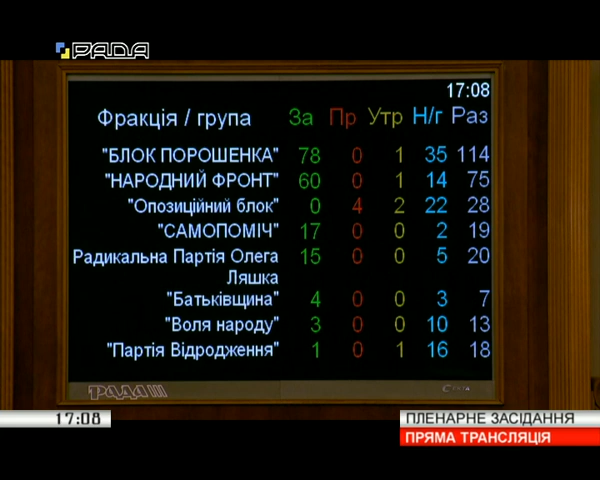 РАДА
17:08
Фракція / група За Пр Утр Н/г Раз
"БЛОК ПОРОШЕНКА" 78 0 1 35 114
"НАРОДНИЙ ФРОНТ" 60 0 1 14 75
"Опозиційний блок" 0 4 2 22 28
"САМОПОМІЧ" 17 0 0 2 19
Радикальна Партія Олега 15 0 0 5 20
Ляшка
"Батьківщина" 4 0 0 3 7
"Воля народу" 3 0 0 10 13
"Партія Відродження" 1 0 1 16 18
РАДА III
17:08
ПЛЕНАРНЕ ЗАСІДАННЯ
ПРЯМА ТРАНСЛЯЦІЯ